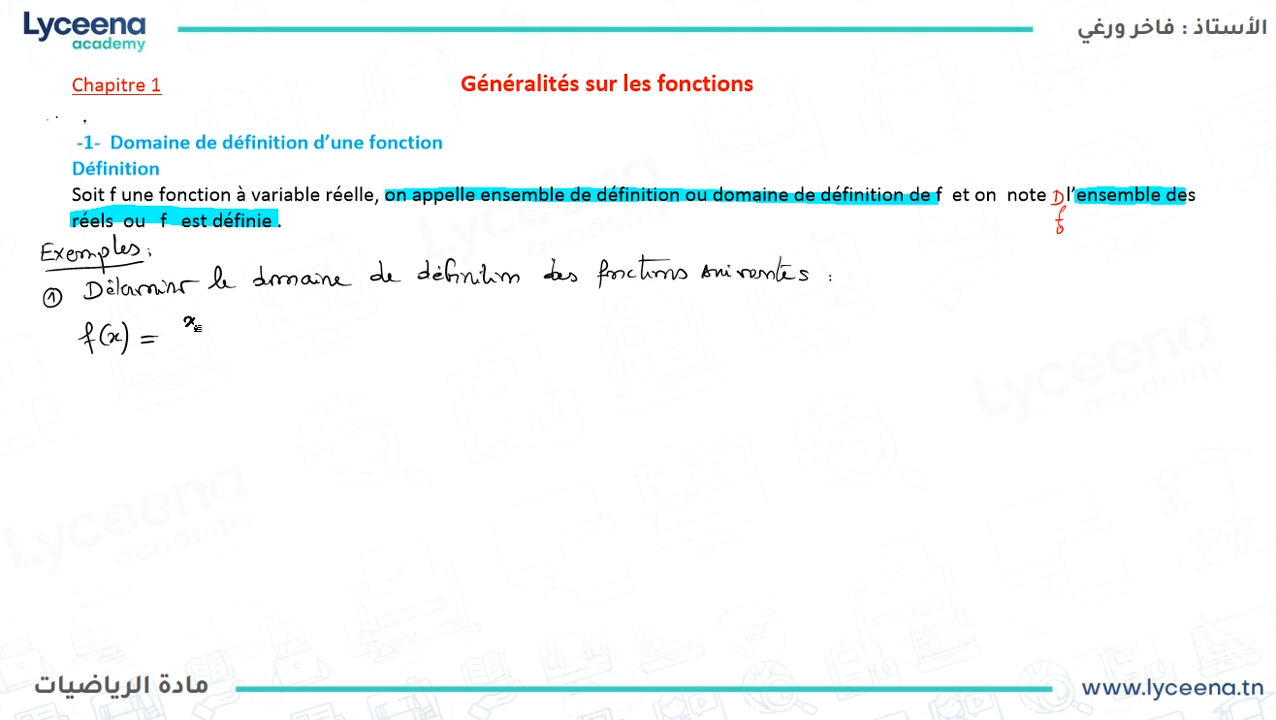 Lyceena
academy
الأستاذ : فاخر ورغي
Chapitre 1
Généralités sur les fonctions
-1- Domaine de définition d’une fonction
Définition
Soit f une fonction à variable réelle, on appelle ensemble de définition ou domaine de définition de f et on note Df l’ensemble des
réels ou f est définie .
Exemples :
① Déterminer le domaine de définition des fonctions suivantes :
f(x) = x
مادة الرياضيات
www.lyceena.tn